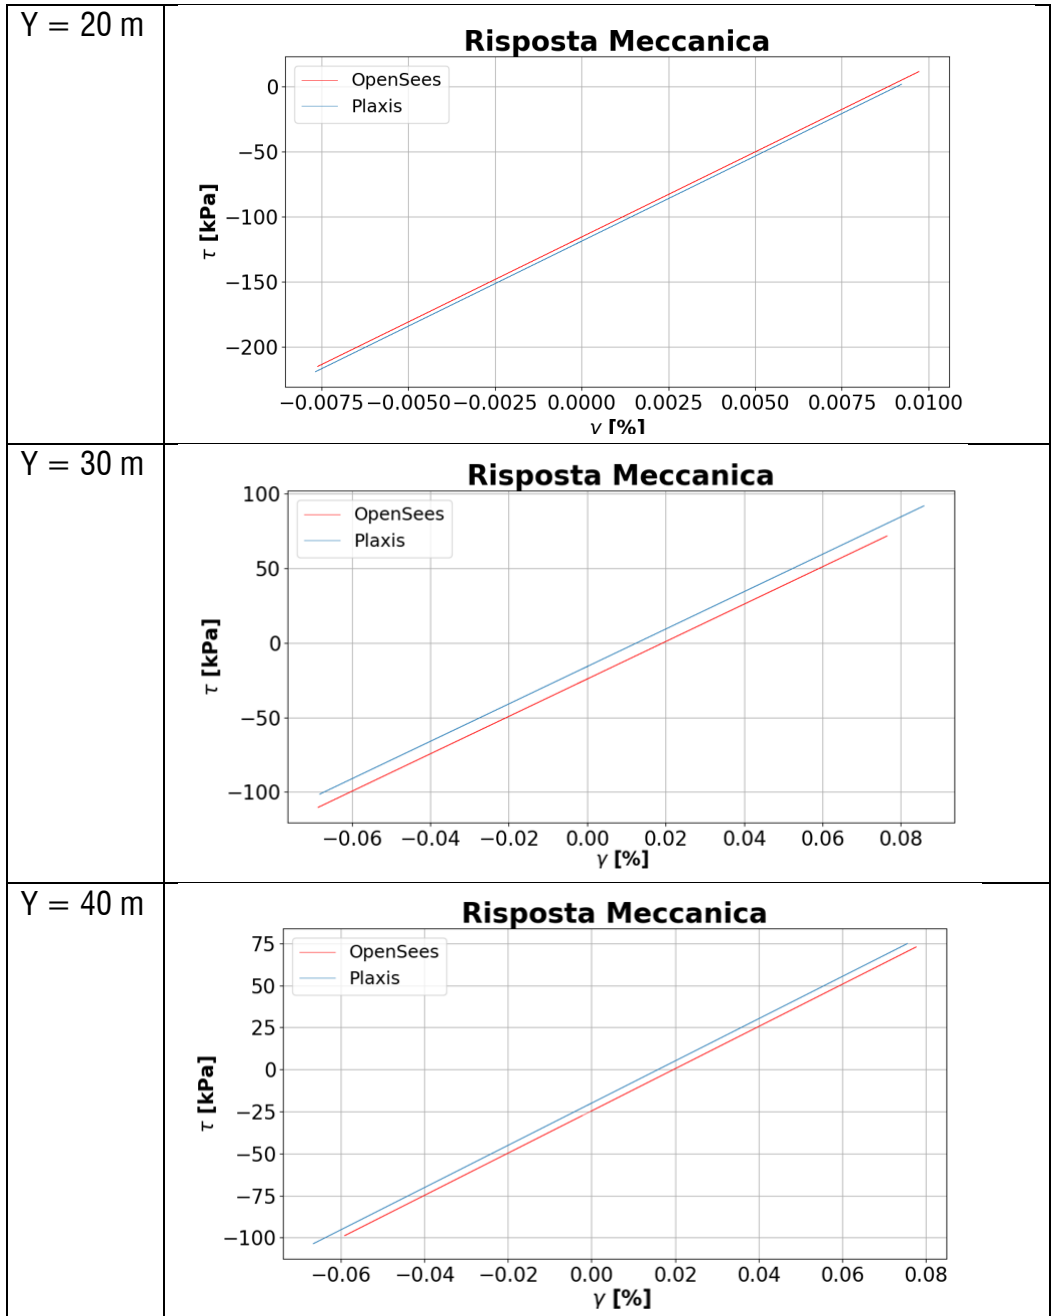 Y = 20 m
Risposta Meccanica
OpenSees
Plaxis
0
−50
−100
−150
−200
τ [kPa]
−0.0075 −0.0050 −0.0025 0.0000 0.0025 0.0050 0.0075 0.0100
γ [%]
Y = 30 m
Risposta Meccanica
OpenSees
Plaxis
100
50
0
−50
−100
τ [kPa]
−0.06 −0.04 −0.02 0.00 0.02 0.04 0.06 0.08
γ [%]
Y = 40 m
Risposta Meccanica
OpenSees
Plaxis
75
50
25
0
−25
−50
−75
−100
τ [kPa]
−0.06 −0.04 −0.02 0.00 0.02 0.04 0.06 0.08
γ [%]